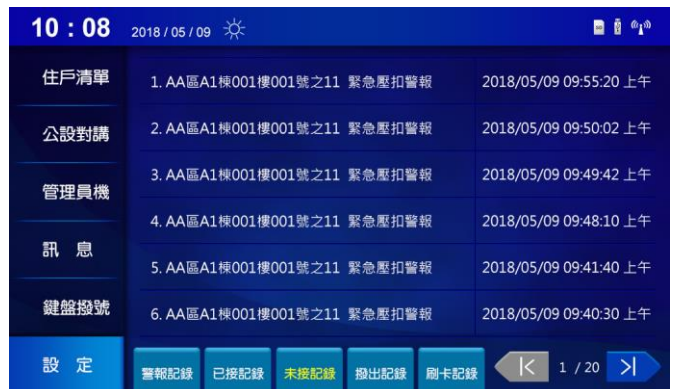 10：08 2018 / 05 / 09
住戶清單
公設對講
管理員機
訊 息
鍵盤撥號
設 定
1. AA區A1棟001樓001號之11 緊急壓扣警報 2018/05/09 09:55:20 上午
2. AA區A1棟001樓001號之11 緊急壓扣警報 2018/05/09 09:50:02 上午
3. AA區A1棟001樓001號之11 緊急壓扣警報 2018/05/09 09:49:42 上午
4. AA區A1棟001樓001號之11 緊急壓扣警報 2018/05/09 09:48:10 上午
5. AA區A1棟001樓001號之11 緊急壓扣警報 2018/05/09 09:41:40 上午
6. AA區A1棟001樓001號之11 緊急壓扣警報 2018/05/09 09:40:30 上午
警報記錄 已接記錄 未接記錄 撥出記錄 刷卡記錄 1 / 20